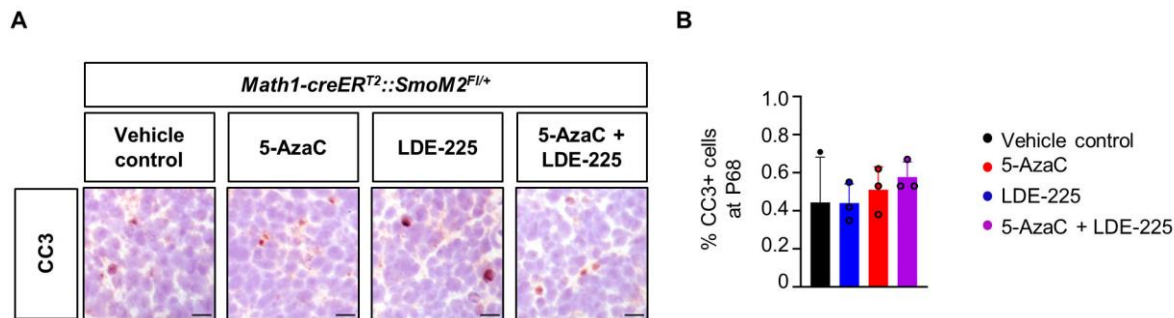 A
Math1-creERT2::SmoM2Fl/+
Vehicle
control
5-AzaC
LDE-225
5-AzaC +
LDE-225
CC3
B
% CC3+ cells
at P68
1.0
0.8
0.6
0.4
0.2
0
Vehicle control
5-AzaC
LDE-225
5-AzaC + LDE-225